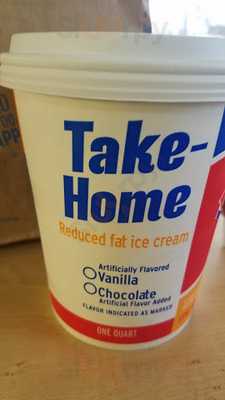 Take-
Home
Reduced fat ice cream
Artificially Flavored
Vanilla
Chocolate
Artificial Flavor Added
FLAVOR INDICATED AS MARKED
ONE QUART